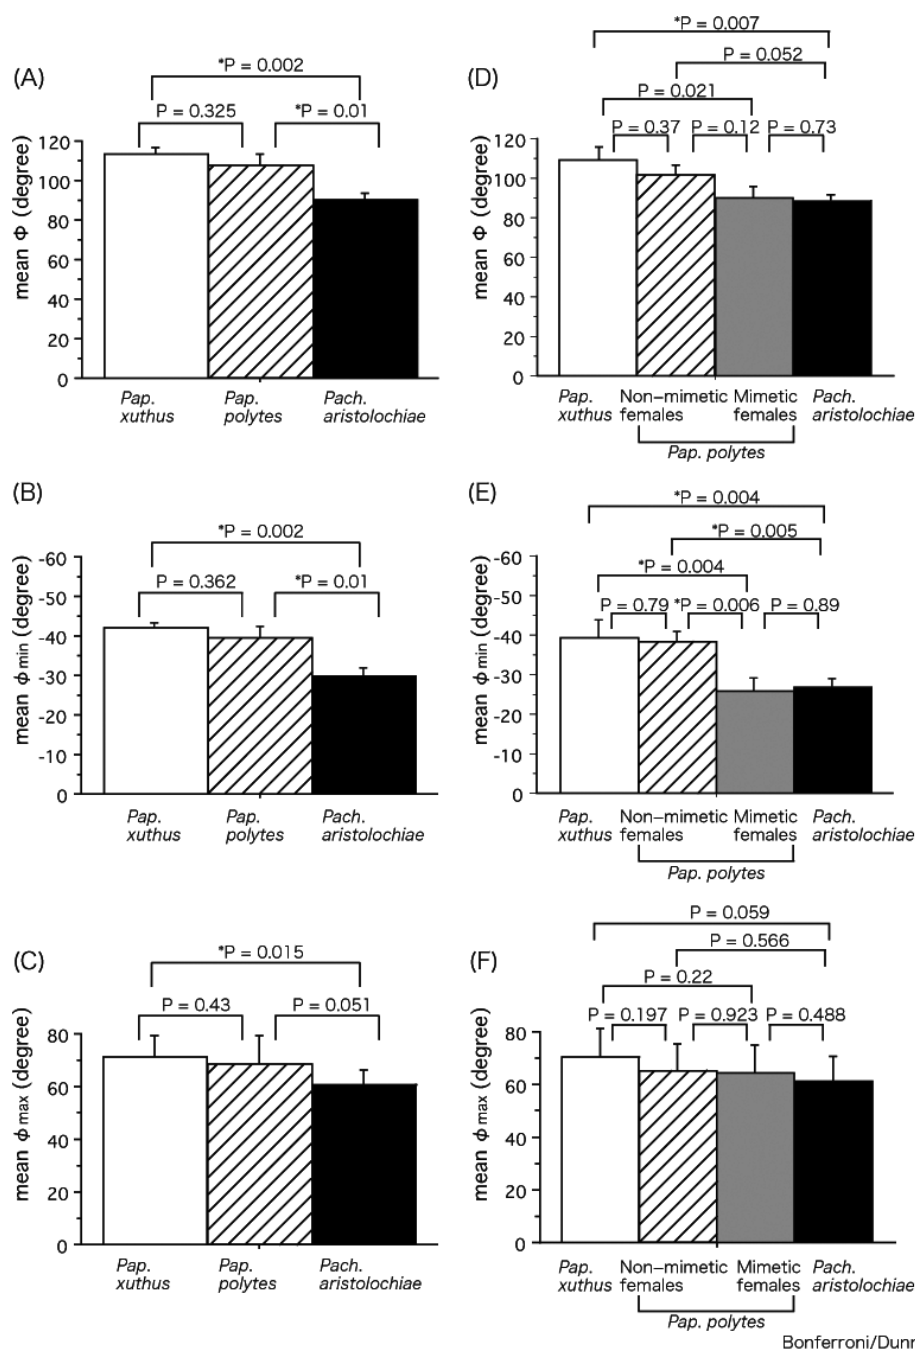 (A)
*P = 0.002
P = 0.325
*P = 0.01
mean Φ (degree)
120
100
80
60
40
20
0
Pap. xuthus
Pap. polytes
Pach. aristolochiae
(D)
*P = 0.007
P = 0.052
P = 0.021
P = 0.37
P = 0.12
P = 0.73
mean Φ (degree)
120
100
80
60
40
20
0
Pap. xuthus
Non-mimetic females
Mimetic females
Pach. aristolochiae
Pap. polytes
(B)
*P = 0.002
P = 0.362
*P = 0.01
mean ϕ min (degree)
-60
-50
-40
-30
-20
-10
0
Pap. xuthus
Pap. polytes
Pach. aristolochiae
(E)
*P = 0.004
*P = 0.005
*P = 0.004
P = 0.79
*P = 0.006
P = 0.89
mean ϕ min (degree)
-60
-50
-40
-30
-20
-10
0
Pap. xuthus
Non-mimetic females
Mimetic females
Pach. aristolochiae
Pap. polytes
(C)
*P = 0.015
P = 0.43
P = 0.051
mean ϕ max (degree)
80
60
40
20
0
Pap. xuthus
Pap. polytes
Pach. aristolochiae
(F)
P = 0.059
P = 0.566
P = 0.22
P = 0.197
P = 0.923
P = 0.488
mean ϕ max (degree)
80
60
40
20
0
Pap. xuthus
Non-mimetic females
Mimetic females
Pach. aristolochiae
Pap. polytes
Bonferroni/Dunn